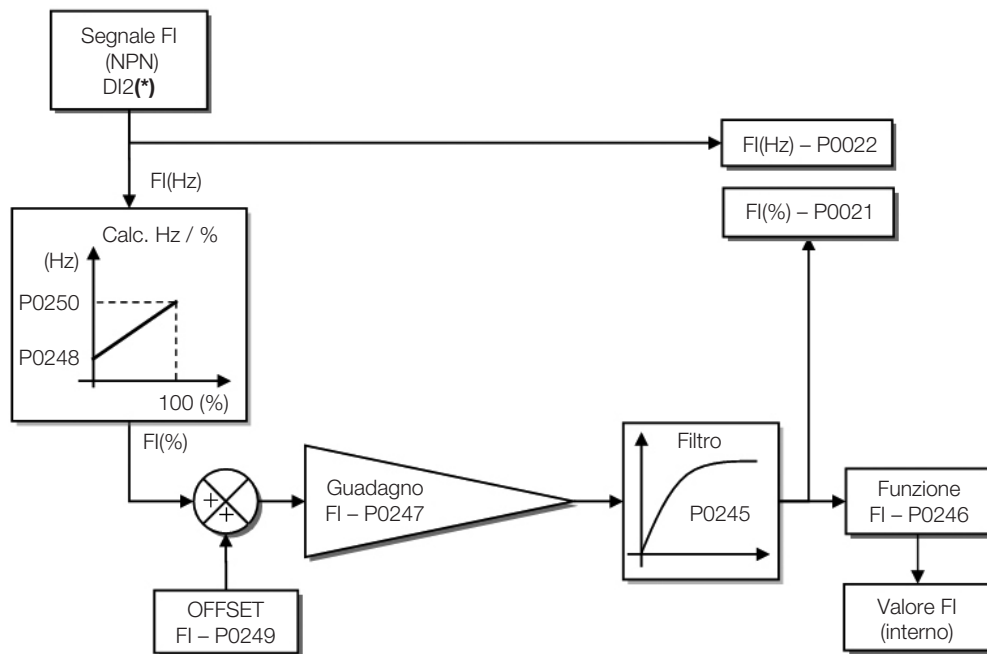 Segnale FI
(NPN)
DI2(*)
FI(Hz) – P0022
FI(Hz)
FI(%) – P0021
Calc. Hz / %
(Hz)
P0250
P0248
100 (%)
FI(%)
Filtro
P0245
+
+
Guadagno
FI – P0247
Funzione
FI – P0246
OFFSET
FI – P0249
Valore FI
(interno)